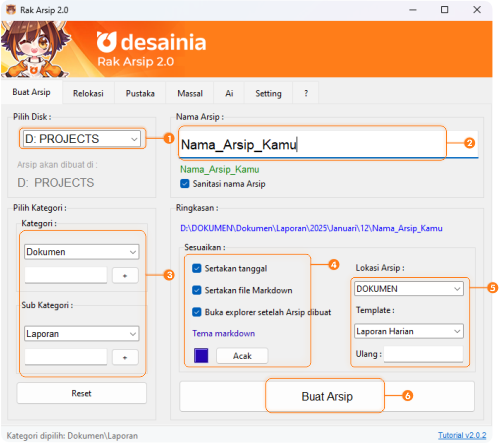 Rak Arsip 2.0
desainia
Rak Arsip 2.0
Buat Arsip
Relokasi
Pustaka
Massal
Ai
Setting
?
Pilih Disk :
D: PROJECTS
1
Arsip akan dibuat di :
D: PROJECTS
Nama Arsip :
Nama_Arsip_Kamu
2
Nama_Arsip_Kamu
Sanitasi nama Arsip
Pilih Kategori :
Kategori :
Dokumen
+
3
Sub Kategori :
Laporan
+
Reset
Ringkasan :
D:\DOKUMEN\Dokumen\Laporan\2025\Januari\12\Nama_Arsip_Kamu
Sesuaikan :
Sertakan tanggal
4
Sertakan file Markdown
Buka explorer setelah Arsip dibuat
Tema markdown
Acak
Lokasi Arsip :
DOKUMEN
5
Template :
Laporan Harian
Ulang :
Buat Arsip
6
Kategori dipilih: Dokumen\Laporan
Tutorial v2.0.2